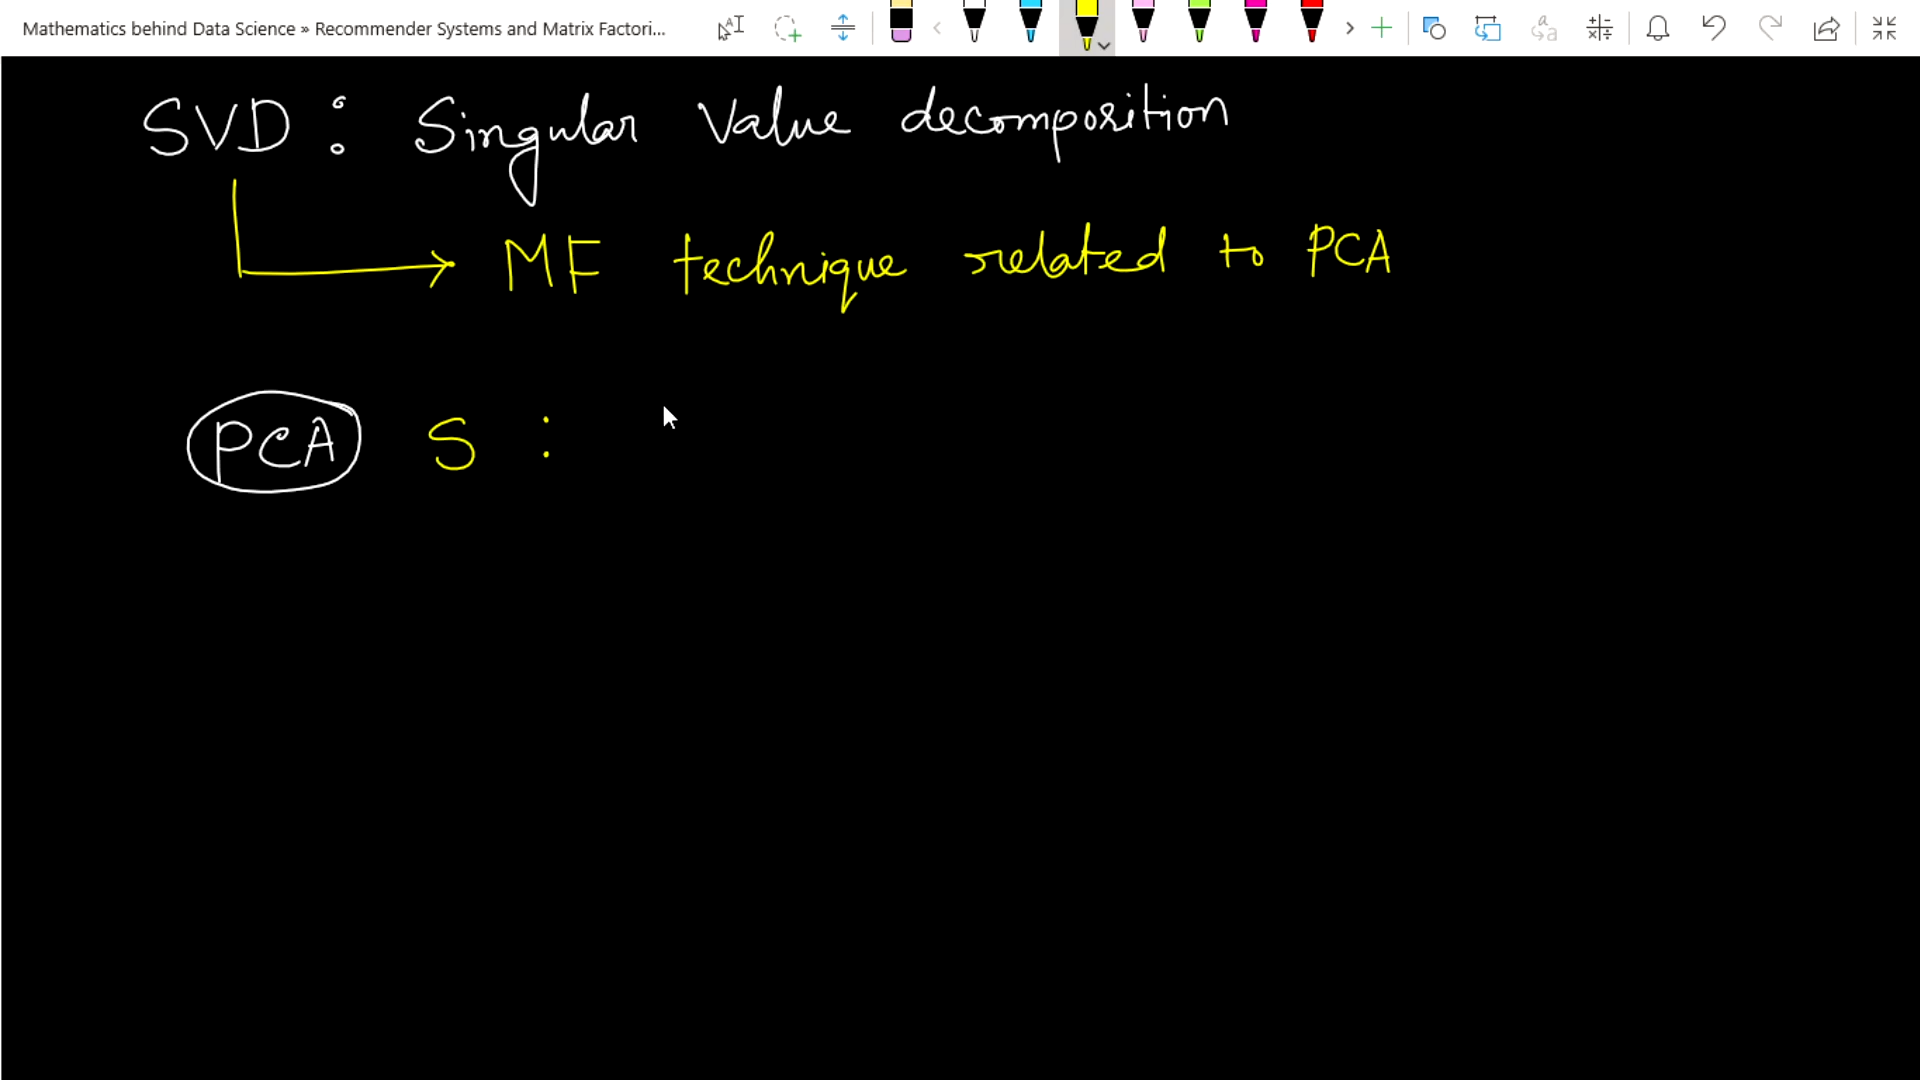 Mathematics behind Data Science » Recommender Systems and Matrix Factori...
SVD : Singular Value decomposition
MF technique related to PCA
PCA S :